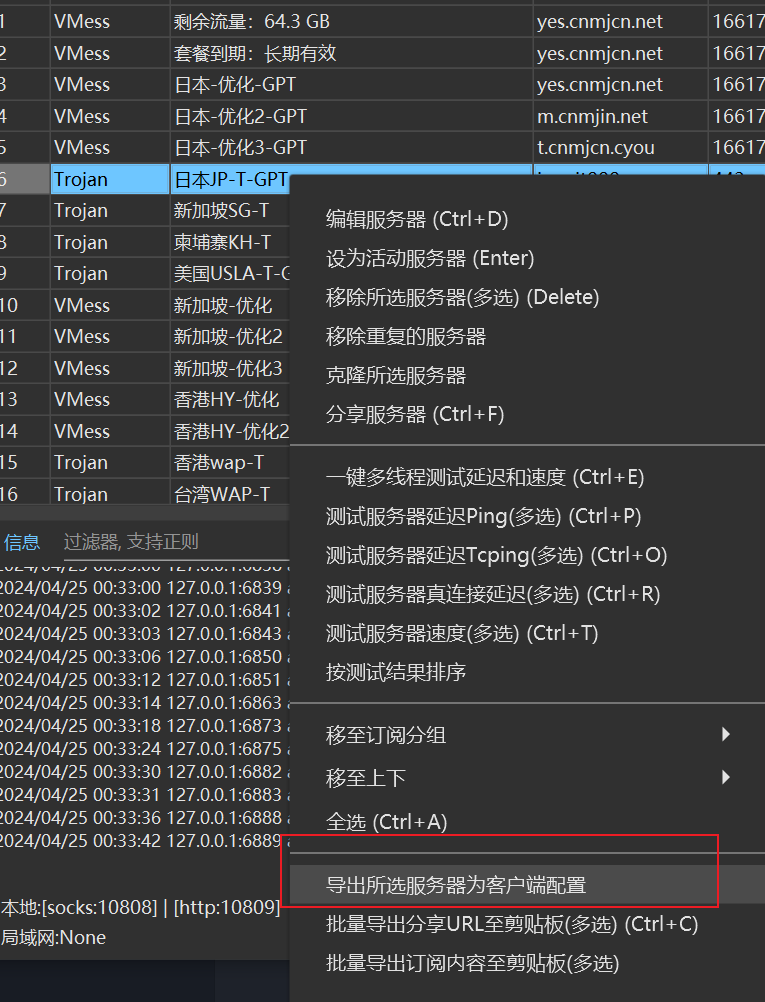 1 VMess 剩余流量：64.3 GB yes.cnmjcn.net 16617
2 VMess 套餐到期：长期有效 yes.cnmjcn.net 16617
3 VMess 日本-优化-GPT yes.cnmjcn.net 16617
4 VMess 日本-优化2-GPT m.cnmjin.net 16617
5 VMess 日本-优化3-GPT t.cnmjcn.cyou 16617
6 Trojan 日本JP-T-GPT
7 Trojan 新加坡SG-T
8 Trojan 柬埔寨KH-T
9 Trojan 美国USLA-T-G
10 VMess 新加坡-优化
11 VMess 新加坡-优化2
12 VMess 新加坡-优化3
13 VMess 香港HY-优化
14 VMess 香港HY-优化2
15 Trojan 香港wap-T
16 Trojan 台湾WAP-T
信息 过滤器, 支持正则
2024/04/25 00:33:00 127.0.0.1:6839
2024/04/25 00:33:02 127.0.0.1:6841
2024/04/25 00:33:03 127.0.0.1:6843
2024/04/25 00:33:06 127.0.0.1:6850
2024/04/25 00:33:12 127.0.0.1:6851
2024/04/25 00:33:14 127.0.0.1:6863
2024/04/25 00:33:18 127.0.0.1:6873
2024/04/25 00:33:24 127.0.0.1:6875
2024/04/25 00:33:30 127.0.0.1:6882
2024/04/25 00:33:31 127.0.0.1:6883
2024/04/25 00:33:36 127.0.0.1:6888
2024/04/25 00:33:42 127.0.0.1:6889
本地:[socks:10808] | [http:10809]
局域网:None
编辑服务器 (Ctrl+D)
设为活动服务器 (Enter)
移除所选服务器(多选) (Delete)
移除重复的服务器
克隆所选服务器
分享服务器 (Ctrl+F)
一键多线程测试延迟和速度 (Ctrl+E)
测试服务器延迟Ping(多选) (Ctrl+P)
测试服务器延迟Tcping(多选) (Ctrl+O)
测试服务器真连接延迟(多选) (Ctrl+R)
测试服务器速度(多选) (Ctrl+T)
按测试结果排序
移至订阅分组
移至上下
全选 (Ctrl+A)
导出所选服务器为客户端配置
批量导出分享URL至剪贴板(多选) (Ctrl+C)
批量导出订阅内容至剪贴板(多选)